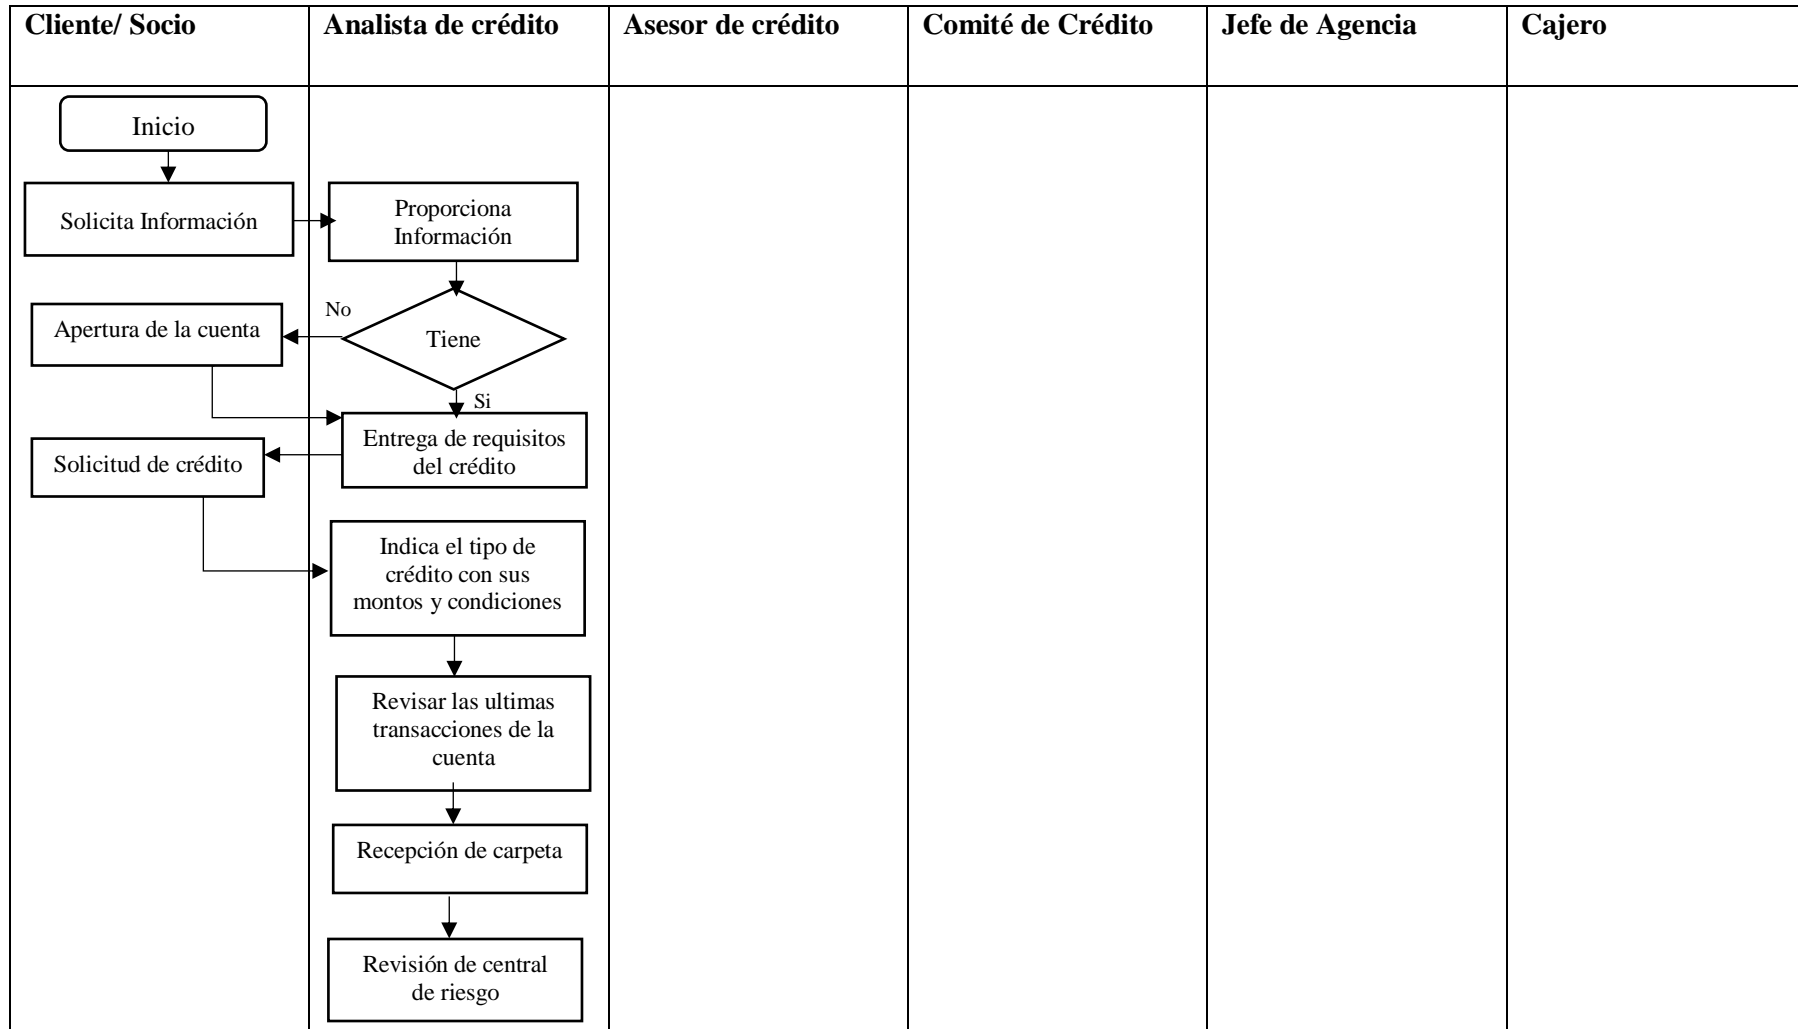 Cliente/ Socio
Analista de crédito
Asesor de crédito
Comité de Crédito
Jefe de Agencia
Cajero
Inicio
Solicita Información
Proporciona
Información
No
Apertura de la cuenta
Tiene
Si
Entrega de requisitos
del crédito
Solicitud de crédito
Indica el tipo de
crédito con sus
montos y condiciones
Revisar las ultimas
transacciones de la
cuenta
Recepción de carpeta
Revisión de central
de riesgo